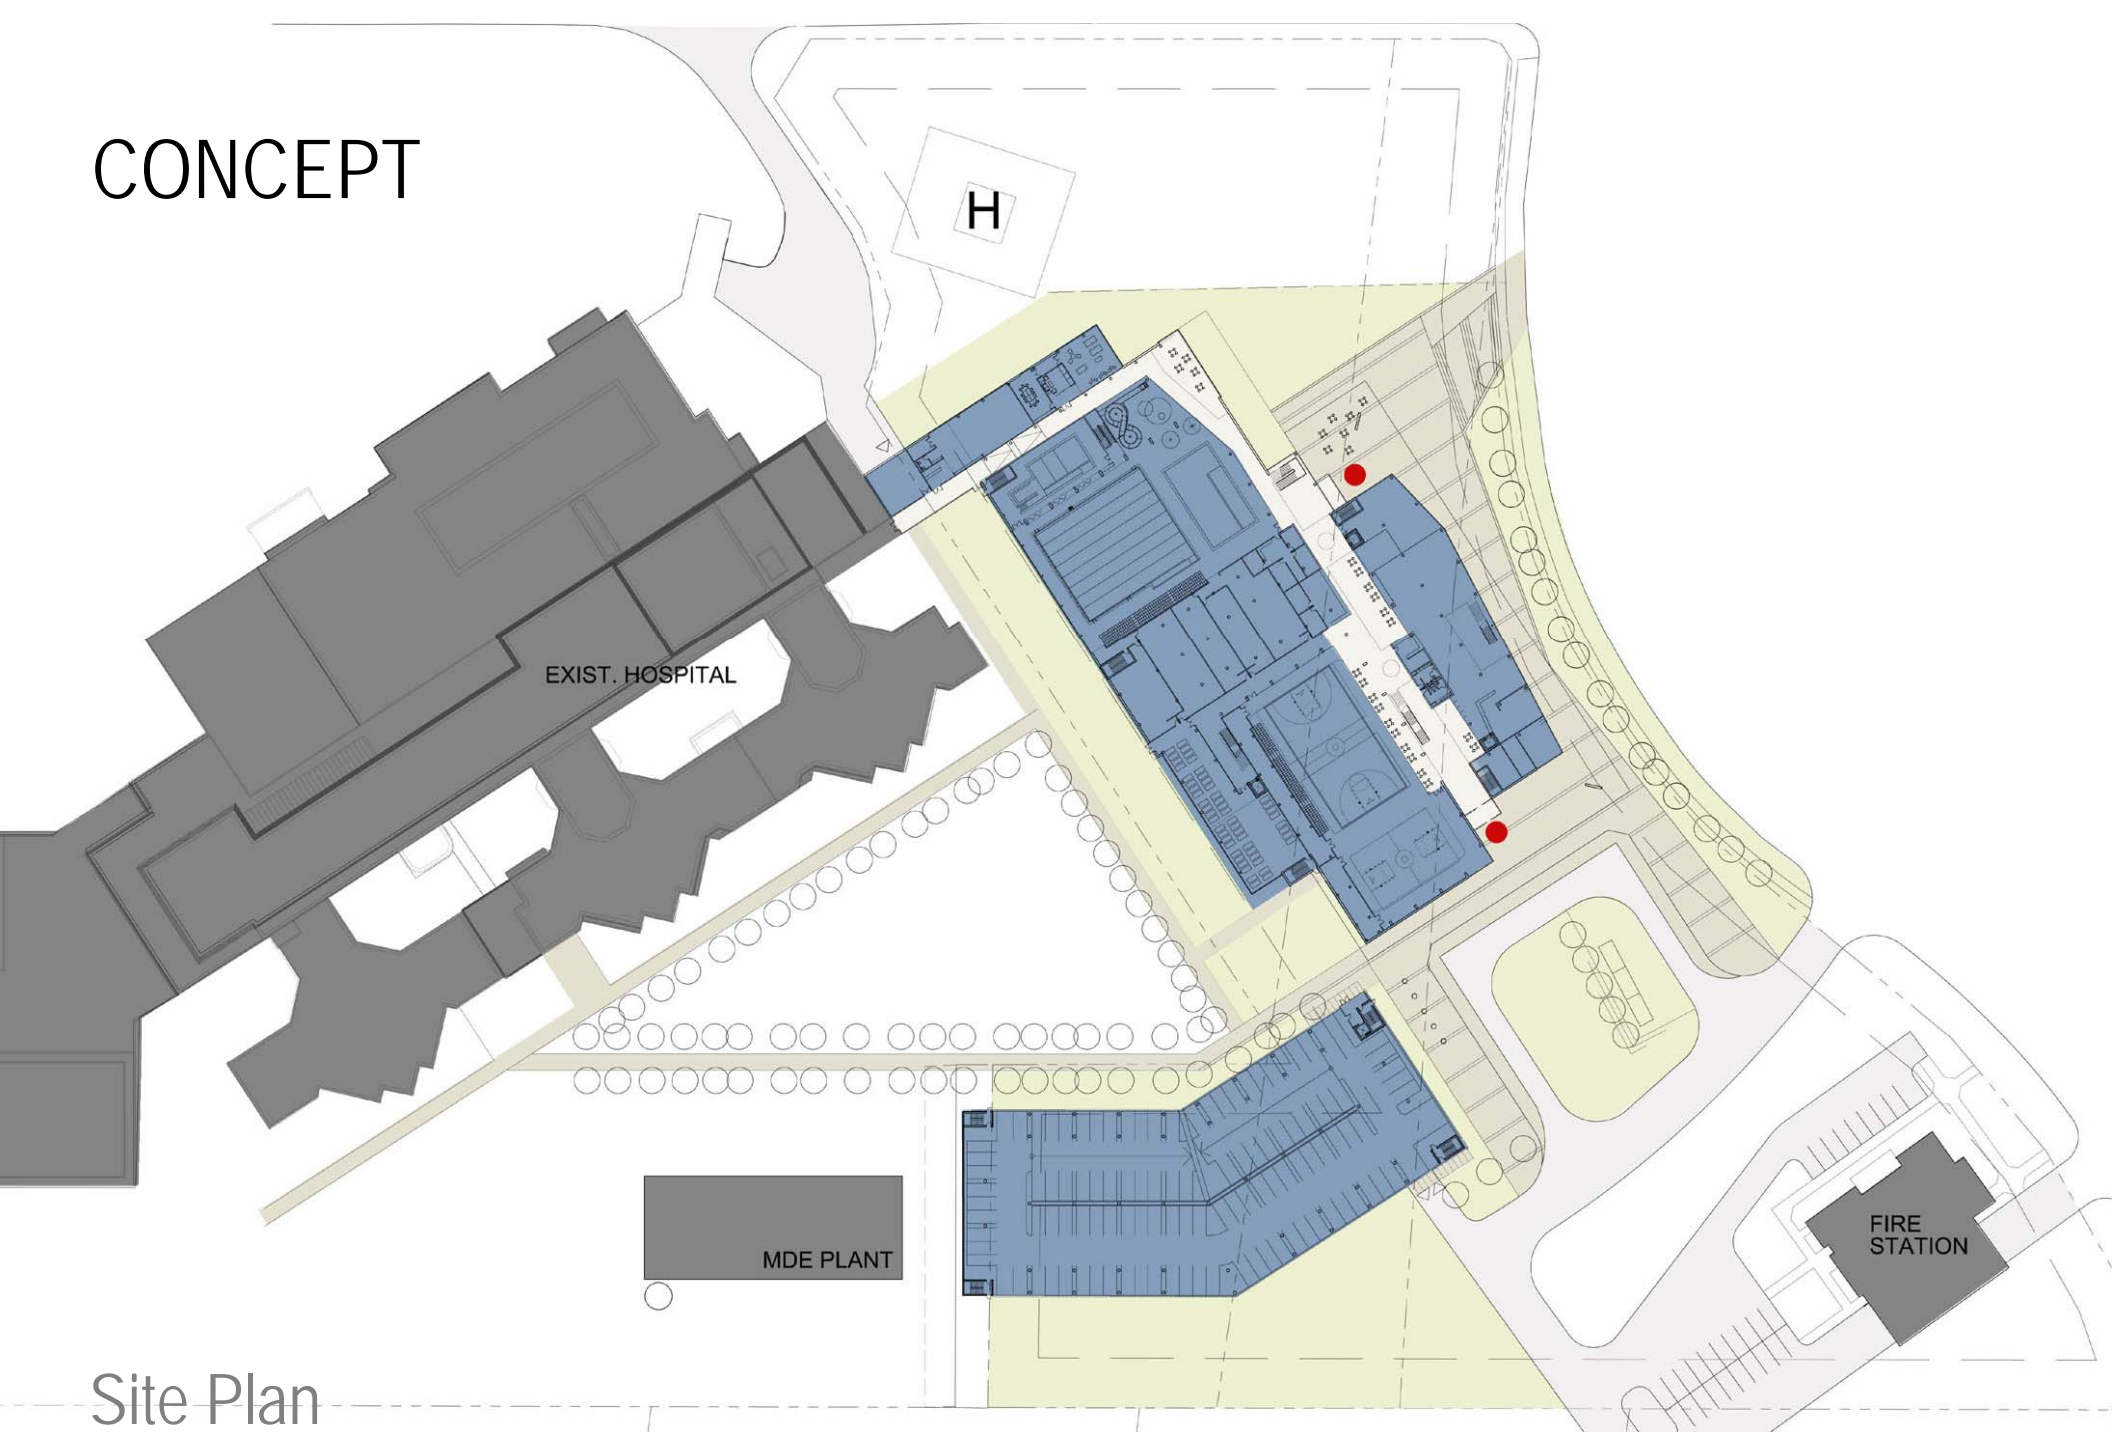 CONCEPT
H
EXIST. HOSPITAL
MDE PLANT
FIRE
STATION
Site Plan